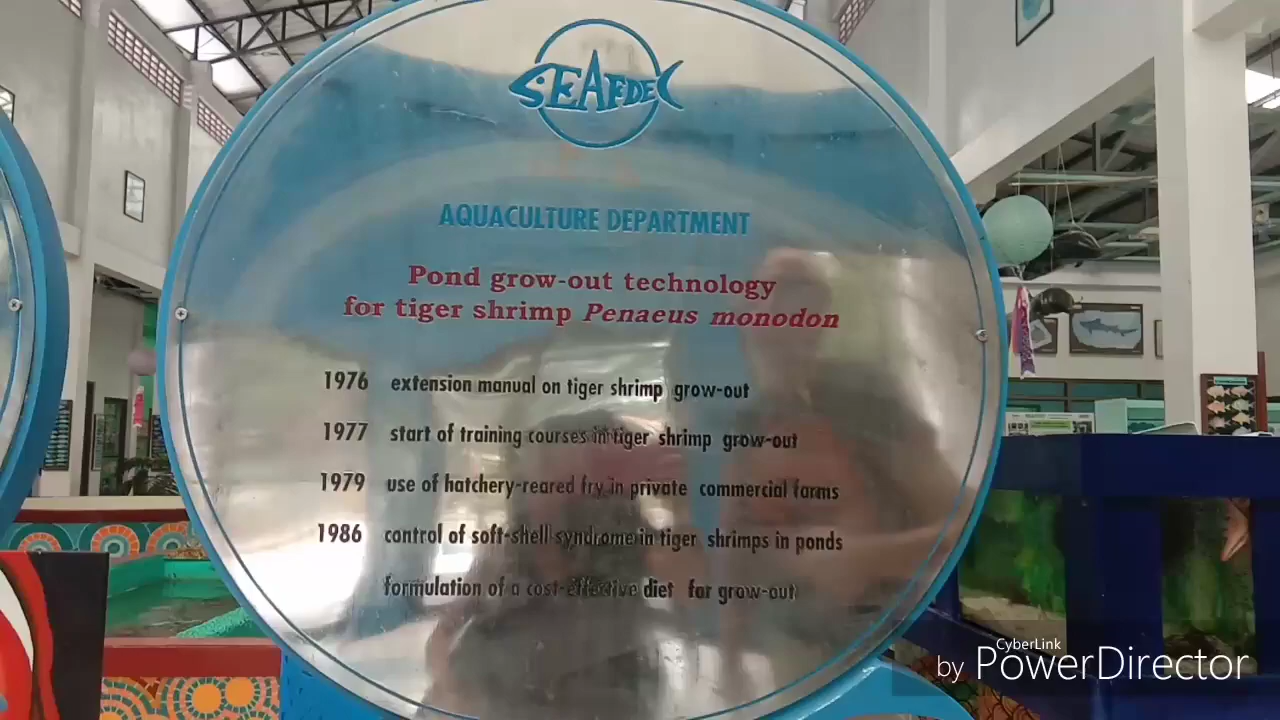 SEAFDEC
AQUACULTURE DEPARTMENT
Pond grow-out technology
for tiger shrimp Penaeus monodon
1976 extension manual on tiger shrimp grow-out
1977 start of training courses in tiger shrimp grow-out
1979 use of hatchery-reared fry in private commercial farms
1986 control of soft-shell syndrome in tiger shrimps in ponds
formulation of a cost-effective diet for grow-out
CyberLink
by PowerDirector